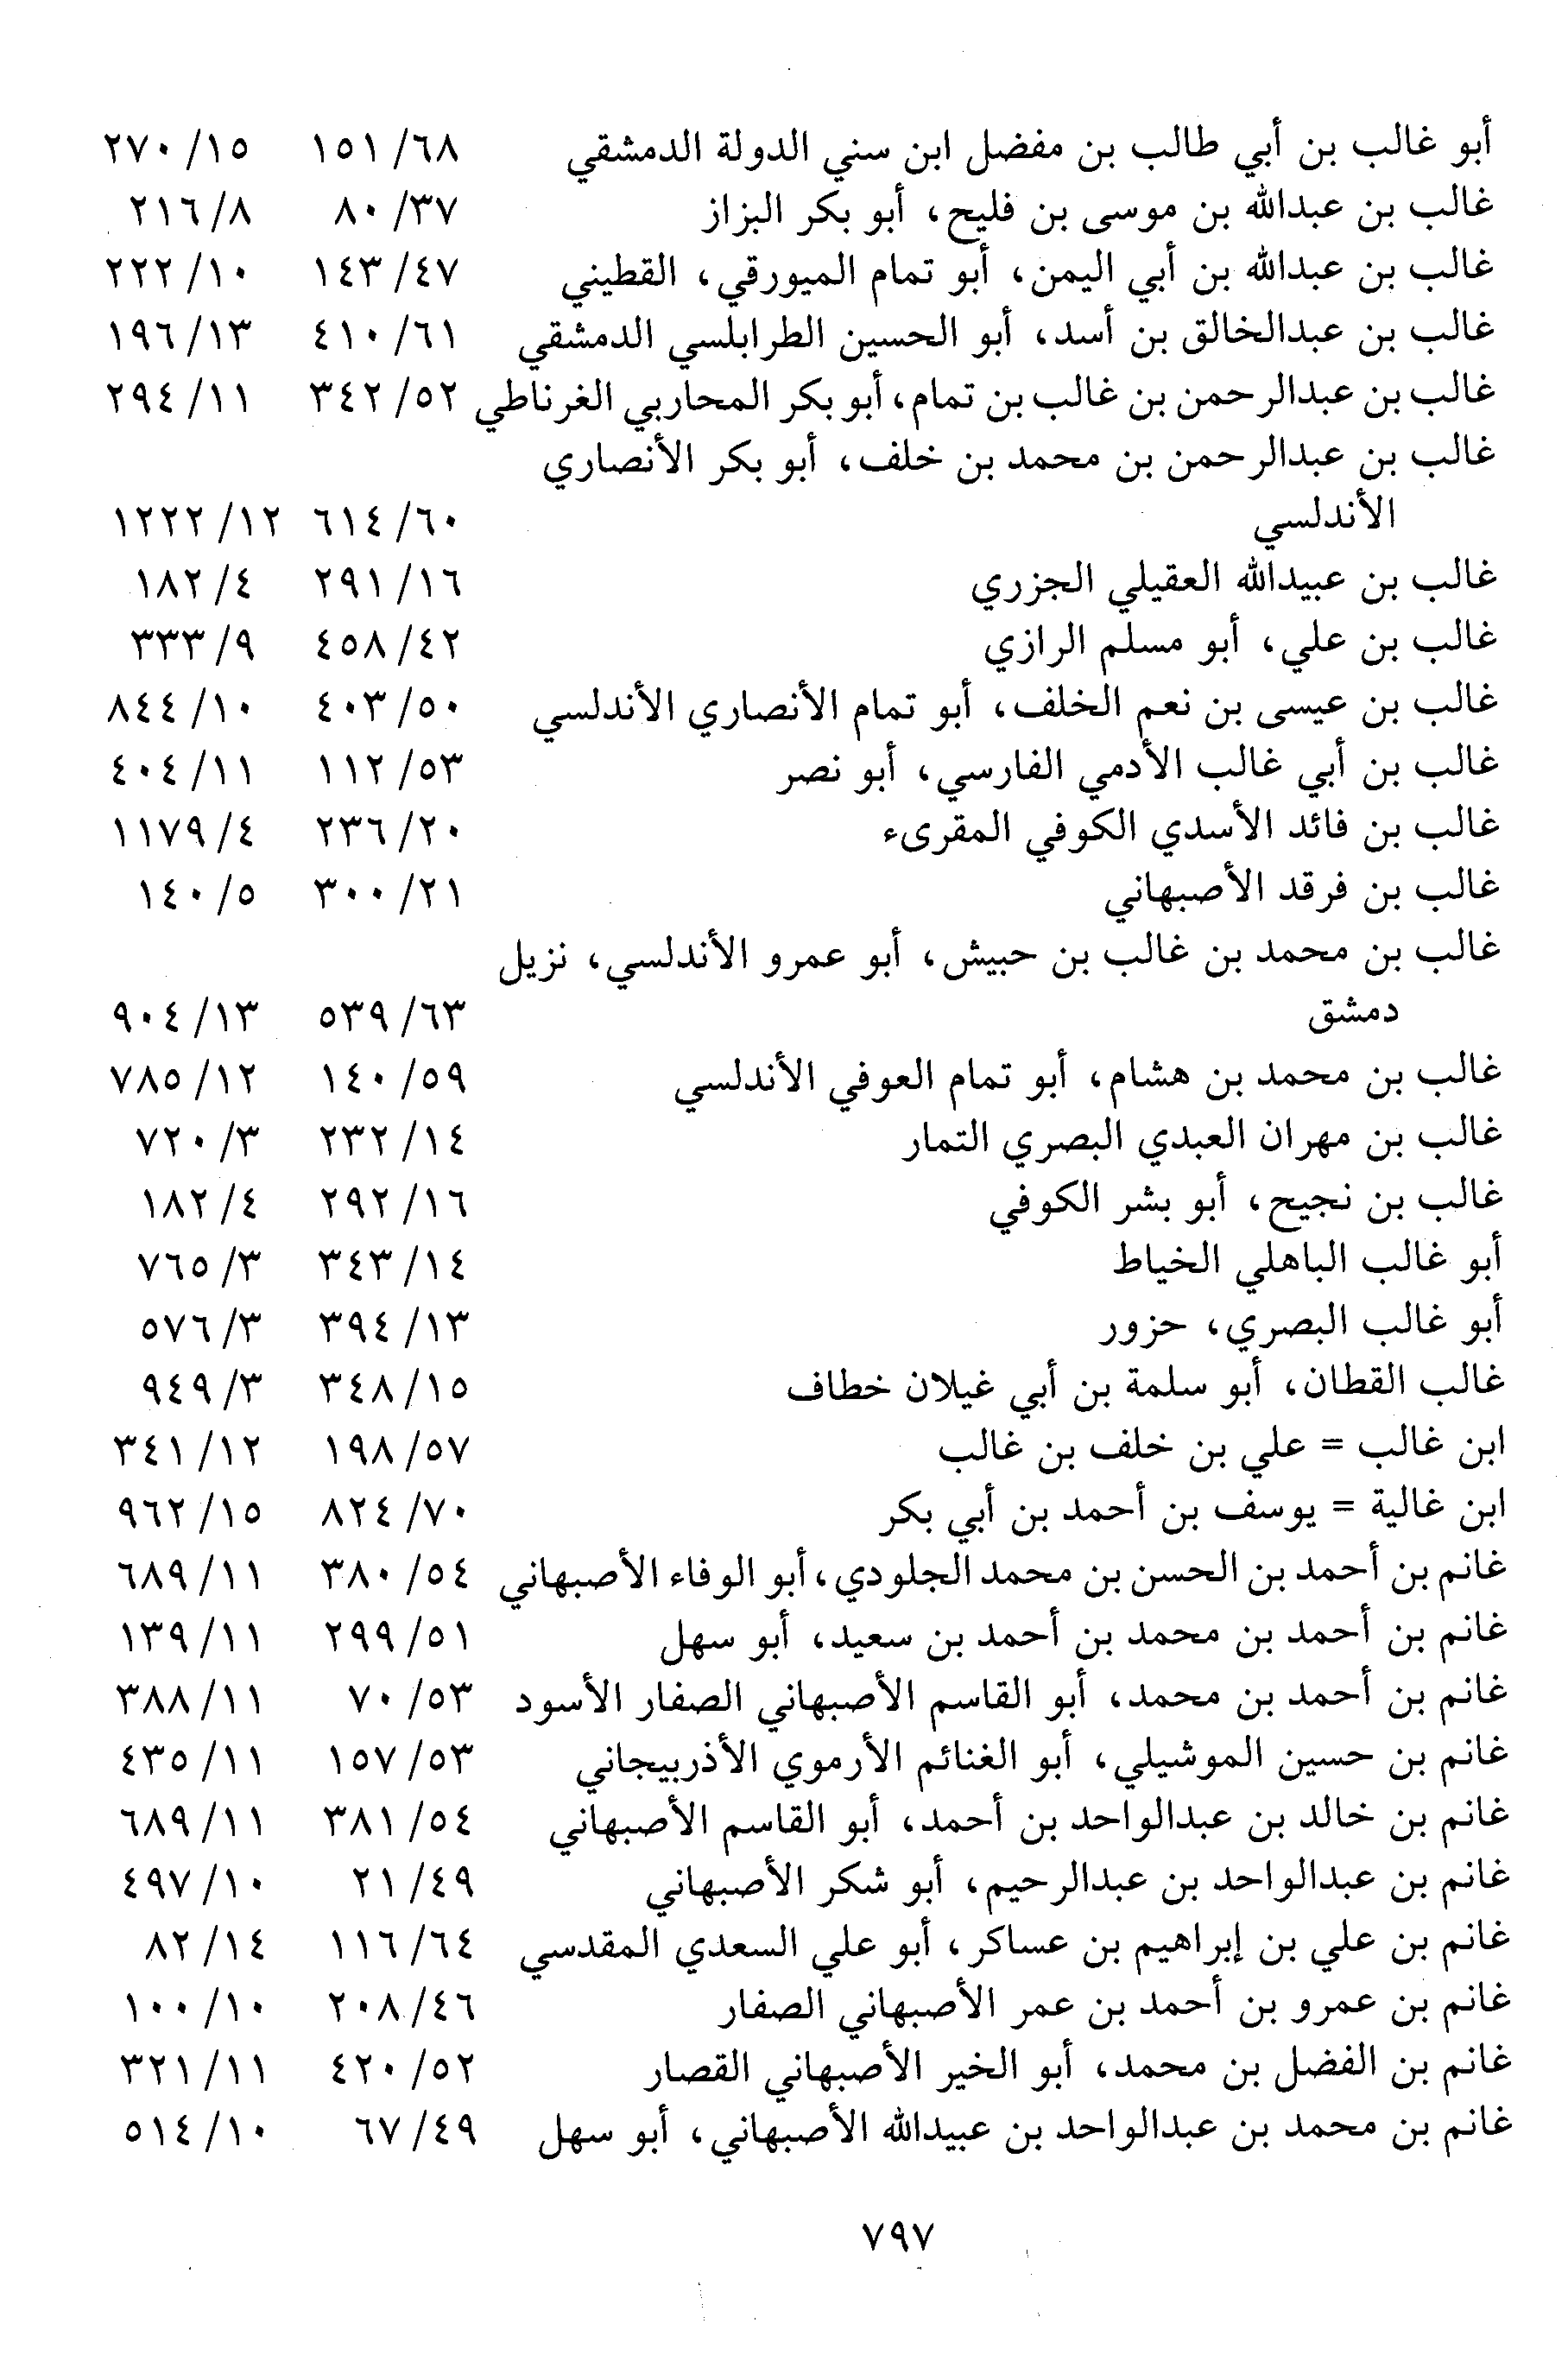 أبو غالب بن أبي طالب بن مفضل ابن سني الدولة الدمشقي ٦٨/ ١٥١ ١٥/ ٢٧٠
غالب بن عبدالله بن موسى بن فليح، أبو بكر البزاز ٣٧/ ٨٠ ٨/ ٢١٦
غالب بن عبدالله بن أبي اليمن، أبو تمام الميورقي، القطيني ٤٧/ ١٤٣ ١٠/ ٢٢٢
غالب بن عبدالخالق بن أسد، أبو الحسين الطرابلسي الدمشقي ٦١/ ٤١٠ ١٣/ ١٩٦
غالب بن عبدالرحمن بن غالب بن تمام، أبو بكر المحاربي الغرناطي ٥٢/ ٣٤٢ ١١/ ٢٩٤
غالب بن عبدالرحمن بن محمد بن خلف، أبو بكر الأنصاري
الأندلسي ٦٠/ ٦١٤ ١٢/ ١٢٢٢
غالب بن عبيدالله العقيلي الجزري ١٦/ ٢٩١ ٤/ ١٨٢
غالب بن علي، أبو مسلم الرازي ٤٢/ ٤٥٨ ٩/ ٣٣٣
غالب بن عيسى بن نعم الخلف، أبو تمام الأنصاري الأندلسي ٥٠/ ٤٠٣ ١٠/ ٨٤٤
غالب بن أبي غالب الأدمي الفارسي، أبو نصر ٥٣/ ١١٢ ١١/ ٤٠٤
غالب بن فائد الأسدي الكوفي المقرىء ٢٠/ ٢٣٦ ٤/ ١١٧٩
غالب بن فرقد الأصبهاني ٢١/ ٣٠٠ ٥/ ١٤٠
غالب بن محمد بن غالب بن حبيش، أبو عمرو الأندلسي، نزيل
دمشق ٦٣/ ٥٣٩ ١٣/ ٩٠٤
غالب بن محمد بن هشام، أبو تمام العوفي الأندلسي ٥٩/ ١٤٠ ١٢/ ٧٨٥
غالب بن مهران العبدي البصري التمار ١٤/ ٢٣٢ ٣/ ٧٢٠
غالب بن نجيح، أبو بشر الكوفي ١٦/ ٢٩٢ ٤/ ١٨٢
أبو غالب الباهلي الخياط ١٤/ ٣٤٣ ٣/ ٧٦٥
أبو غالب البصري، حزور ١٣/ ٣٩٤ ٣/ ٥٧٦
غالب القطان، أبو سلمة بن أبي غيلان خطاف ١٥/ ٣٤٨ ٣/ ٩٤٩
ابن غالب = علي بن خلف بن غالب ٥٧/ ١٩٨ ١٢/ ٣٤١
ابن غالية = يوسف بن أحمد بن أبي بكر ٧٠/ ٨٢٤ ١٥/ ٩٦٢
غانم بن أحمد بن الحسن بن محمد الجلودي، أبو الوفاء الأصبهاني ٥٤/ ٣٨٠ ١١/ ٦٨٩
غانم بن أحمد بن محمد بن أحمد بن سعيد، أبو سهل ٥١/ ٢٩٩ ١١/ ١٣٩
غانم بن أحمد بن محمد، أبو القاسم الأصبهاني الصفار الأسود ٥٣/ ٧٠ ١١/ ٣٨٨
غانم بن حسين الموشيلي، أبو الغنائم الأرموي الأذربيجاني ٥٣/ ١٥٧ ١١/ ٤٣٥
غانم بن خالد بن عبدالواحد بن أحمد، أبو القاسم الأصبهاني ٥٤/ ٣٨١ ١١/ ٦٨٩
غانم بن عبدالواحد بن عبدالرحيم، أبو شكر الأصبهاني ٤٩/ ٢١ ١٠/ ٤٩٧
غانم بن علي بن إبراهيم بن عساكر، أبو علي السعدي المقدسي ٦٤/ ١١٦ ١٤/ ٨٢
غانم بن عمرو بن أحمد بن عمر الأصبهاني الصفار ٤٦/ ٢٠٨ ١٠/ ١٠٠
غانم بن الفضل بن محمد، أبو الخير الأصبهاني القصار ٥٢/ ٤٢٠ ١١/ ٣٢١
غانم بن محمد بن عبدالواحد بن عبيدالله الأصبهاني، أبو سهل ٤٩/ ٦٧ ١٠/ ٥١٤
٧٩٧